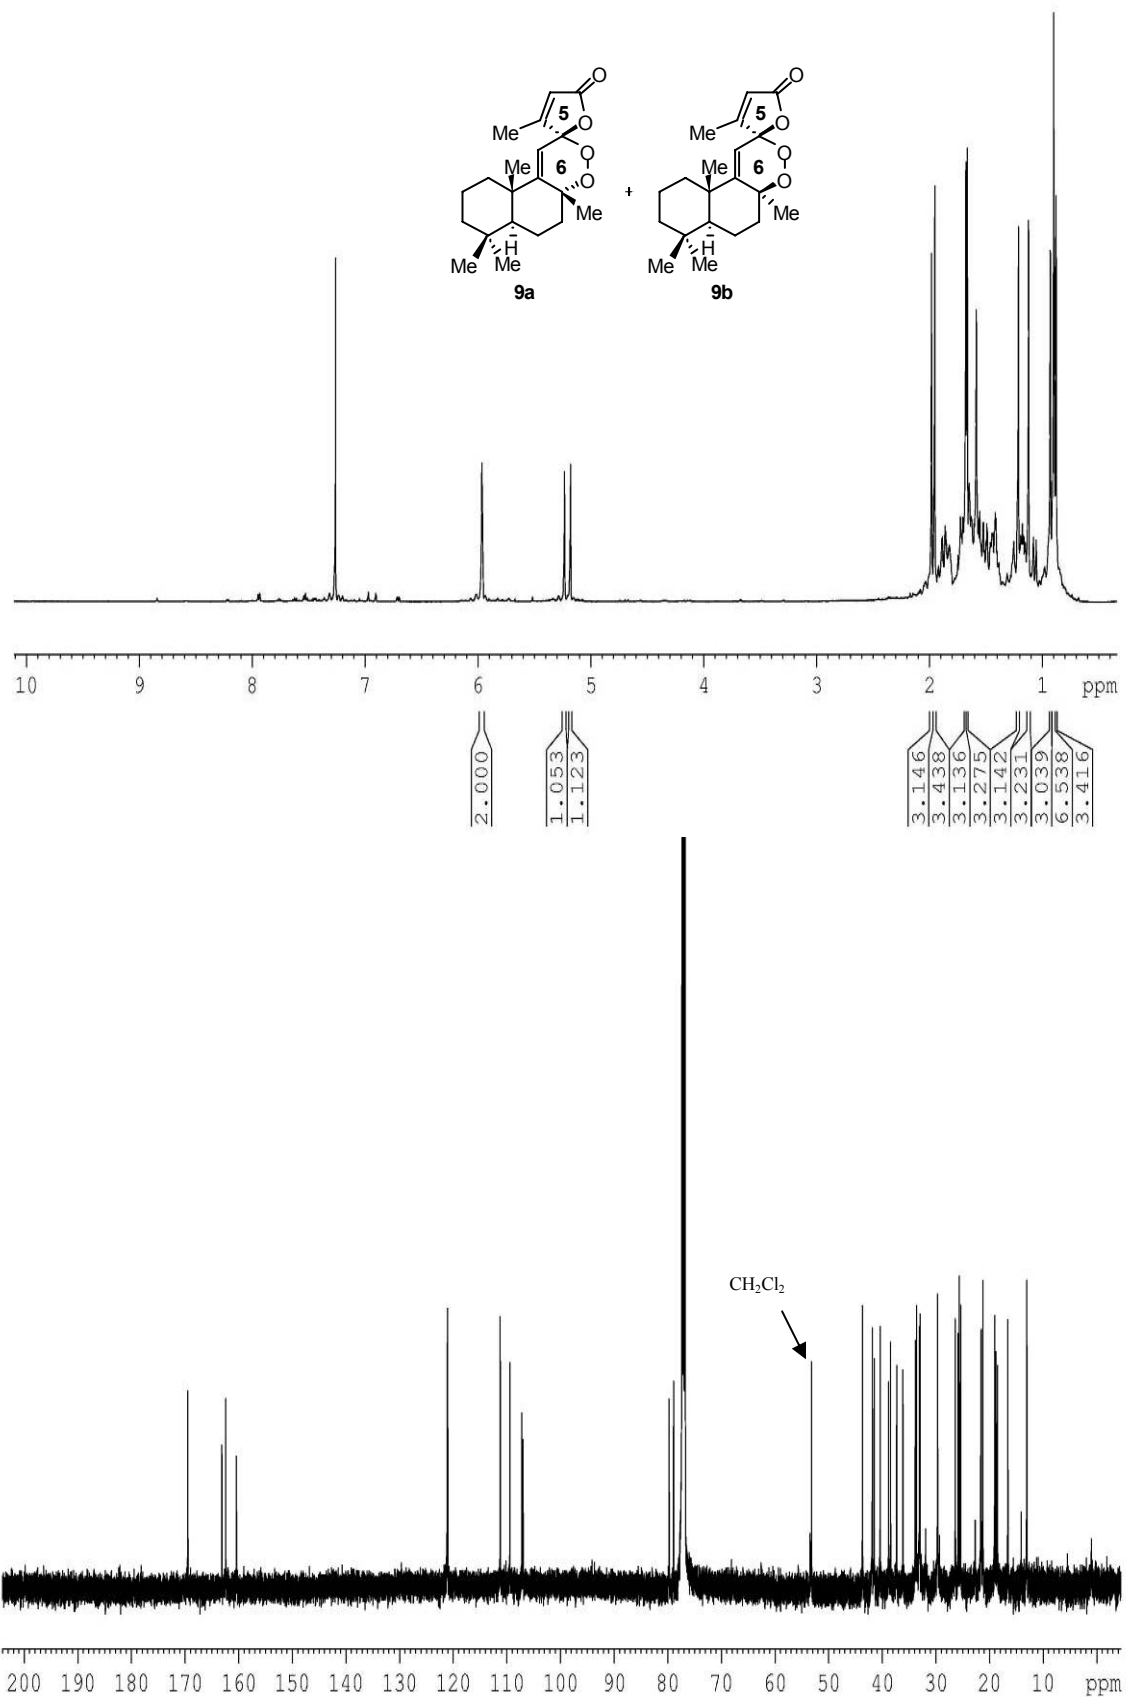 O O
5 5
Me O Me O
O O
Me 6 O Me 6 O
+
Me Me
H H
Me Me Me Me
9a 9b
10 9 8 7 6 5 4 3 2 1 ppm
2.000 1.053 1.123 3.146 3.438 3.136 3.275 3.142 3.231 3.039 6.538 3.416
CH₂Cl₂
200 190 180 170 160 150 140 130 120 110 100 90 80 70 60 50 40 30 20 10 ppm